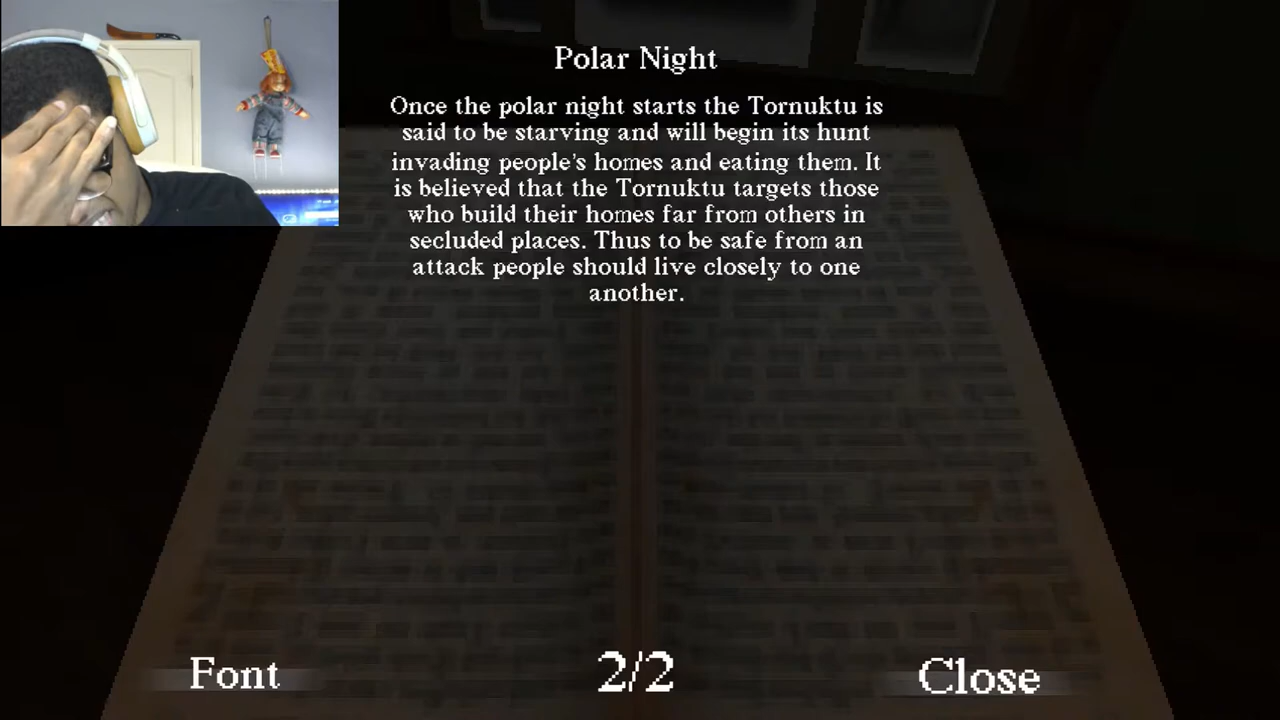 Polar Night
Once the polar night starts the Tornuktu is
said to be starving and will begin its hunt
invading people's homes and eating them. It
is believed that the Tornuktu targets those
who build their homes far from others in
secluded places. Thus to be safe from an
attack people should live closely to one
another.
Font
2/2
Close